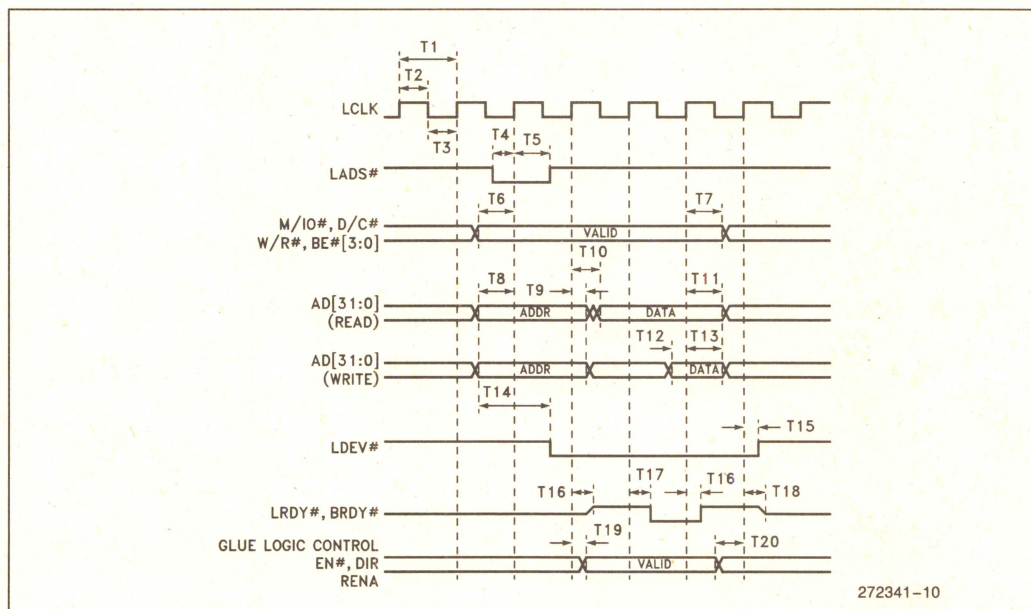 T1
T2
LCLK
T3
T4 T5
LADS#
T6 T7
M/IO#, D/C#
VALID
W/R#, BE#[3:0]
T10
T8 T9 T11
AD[31:0]
ADDR DATA
(READ)
T12 T13
AD[31:0]
ADDR DATA
(WRITE)
T14
T15
LDEV#
T17
T16 T16 T18
LRDY#, BRDY#
T19
GLUE LOGIC CONTROL
T20
EN#, DIR
VALID
RENA
272341-10